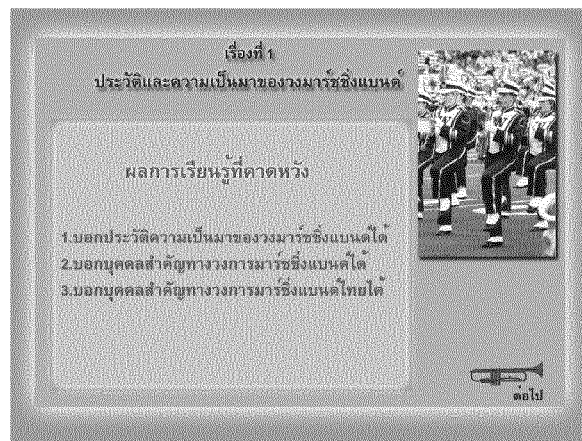 เรื่องที่ 1
ประวัติและความเป็นมาของวงมาร์ชชิ่งแบนด์
ผลการเรียนรู้ที่คาดหวัง
1.บอกประวัติความเป็นมาของวงมาร์ชชิ่งแบนด์ได้
2.บอกบุคคลสำคัญทางวงการมาร์ชชิ่งแบนด์ได้
3.บอกบุคคลสำคัญทางวงการมาร์ชิ่งแบนด์ไทยได้
ต่อไป